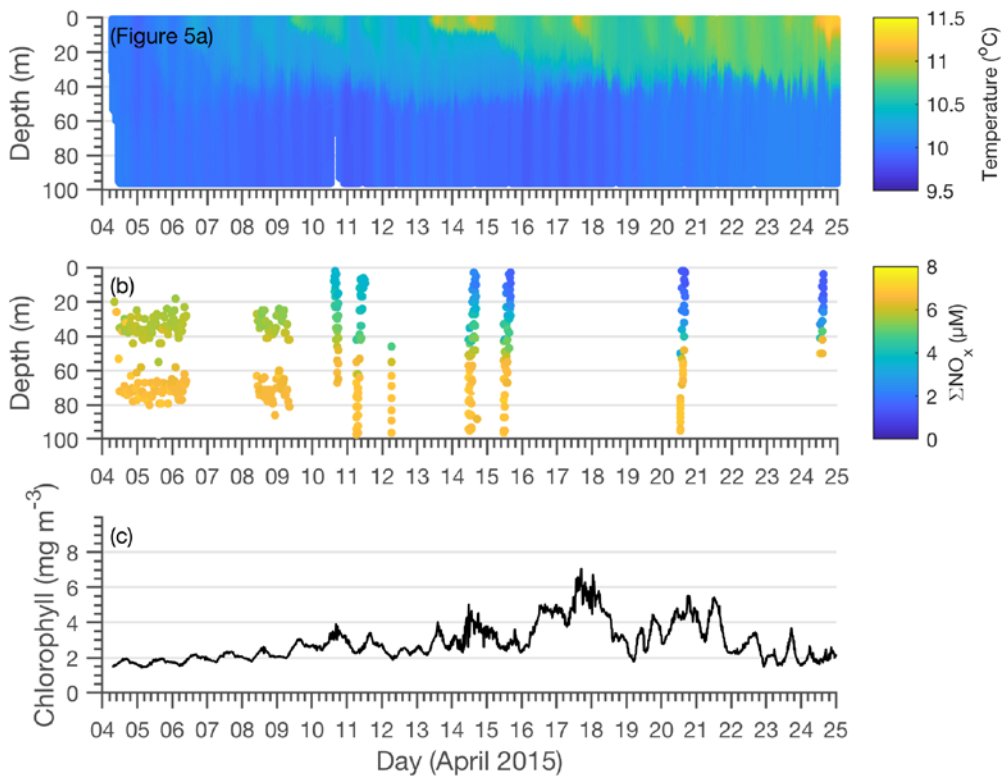 (Figure 5a)
Depth (m)
0
20
40
60
80
100
04 05 06 07 08 09 10 11 12 13 14 15 16 17 18 19 20 21 22 23 24 25
11.5
11
10.5
10
9.5
Temperature (°C)
(b)
Depth (m)
0
20
40
60
80
100
04 05 06 07 08 09 10 11 12 13 14 15 16 17 18 19 20 21 22 23 24 25
8
6
4
2
0
ΣNOₓ (μM)
(c)
Chlorophyll (mg m⁻³)
8
6
4
2
0
04 05 06 07 08 09 10 11 12 13 14 15 16 17 18 19 20 21 22 23 24 25
Day (April 2015)